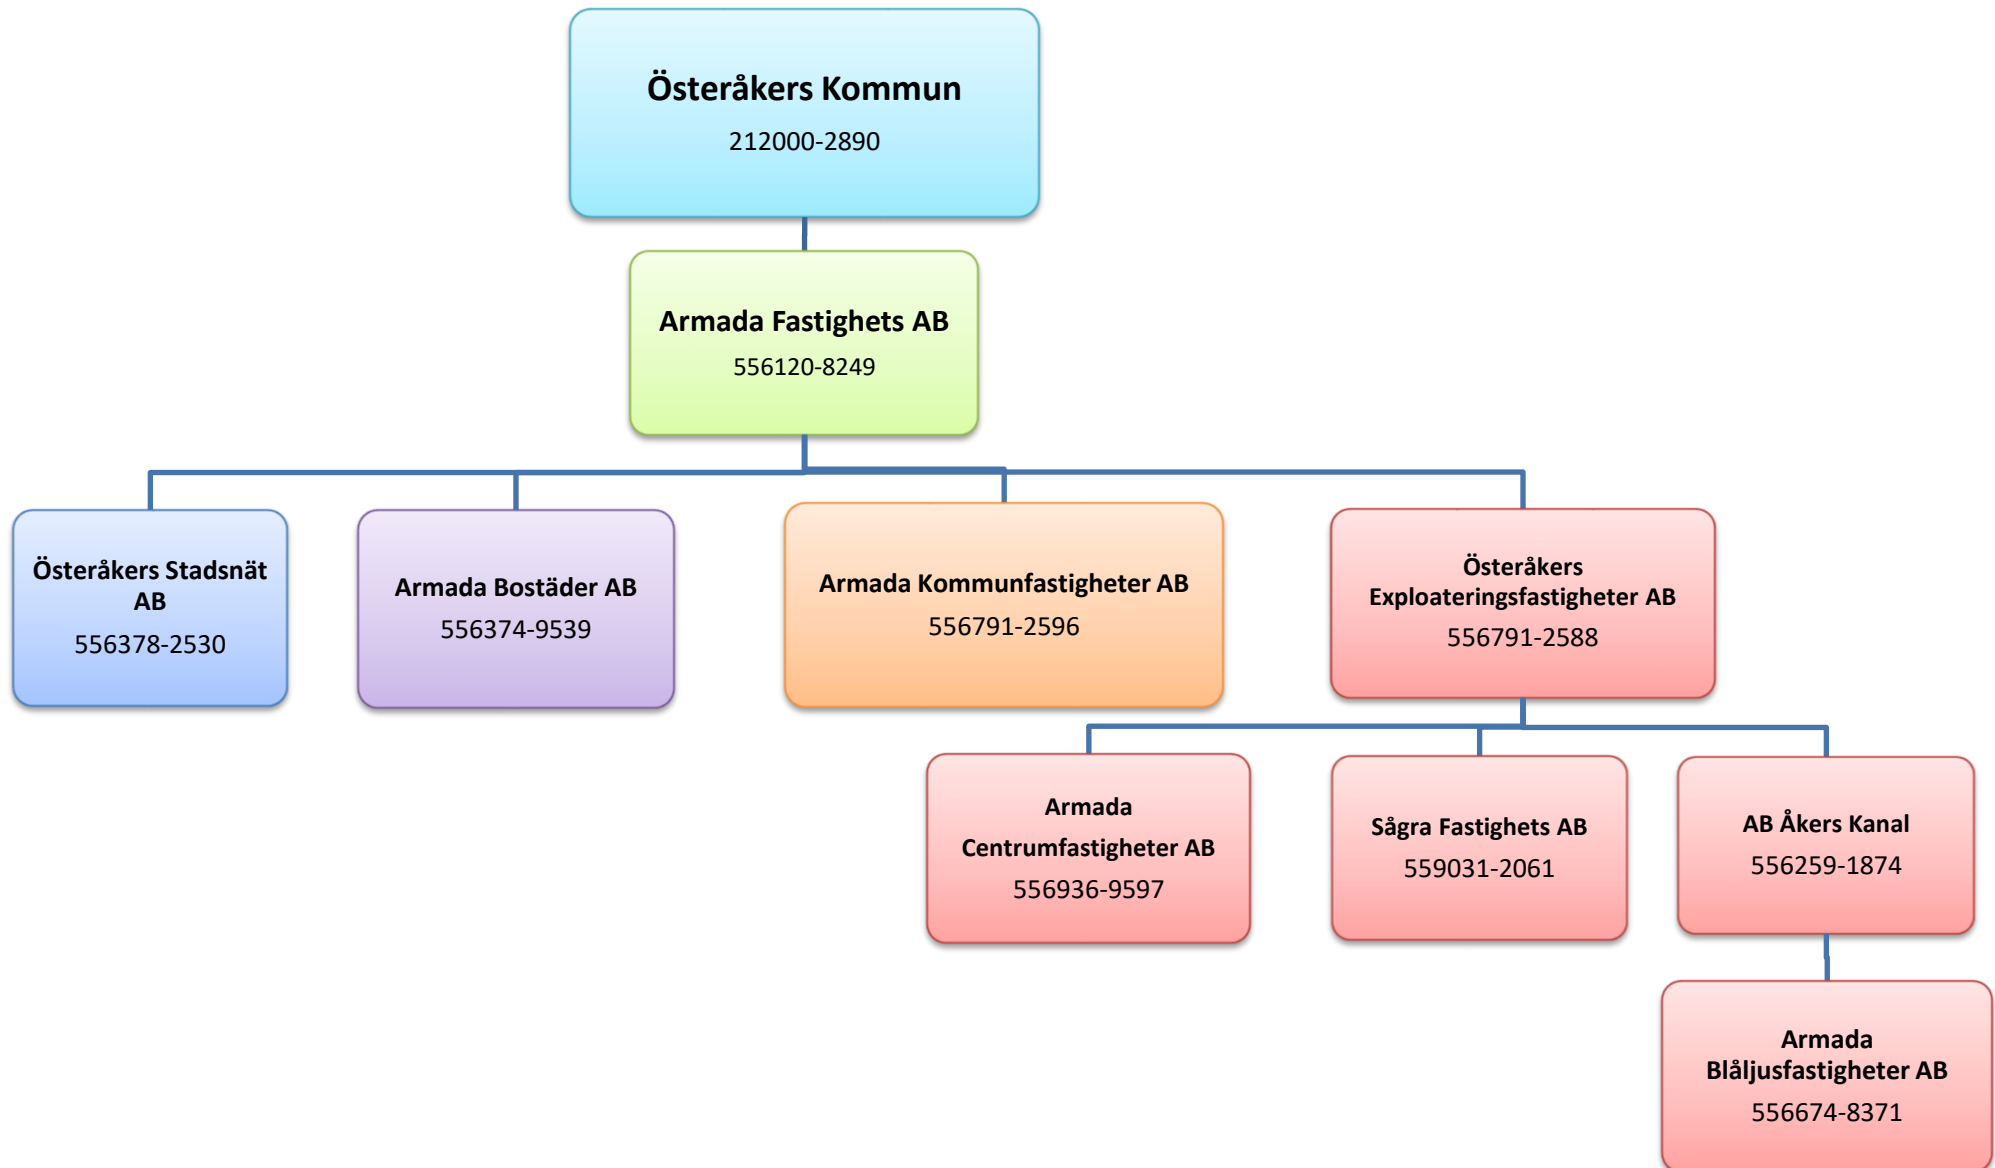 Österåkers Kommun
212000-2890
Armada Fastighets AB
556120-8249
Österåkers Stadsnät
AB
556378-2530
Armada Bostäder AB
556374-9539
Armada Kommunfastigheter AB
556791-2596
Österåkers
Exploateringsfastigheter AB
556791-2588
Armada
Centrumfastigheter AB
556936-9597
Sågra Fastighets AB
559031-2061
AB Åkers Kanal
556259-1874
Armada
Blåljusfastigheter AB
556674-8371